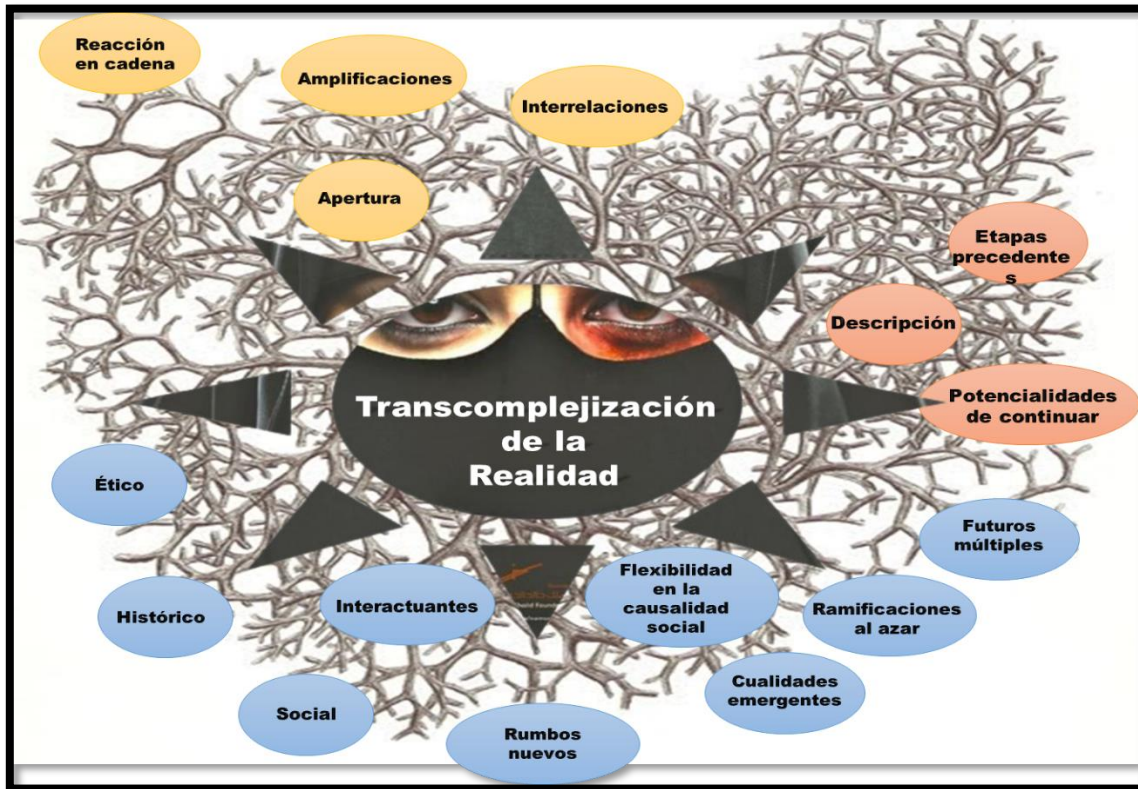 Reacción
en cadena
Amplificaciones
Interrelaciones
Apertura
Etapas
precedente
s
Descripción
Potencialidades
de continuar
Transcomplejización
de la
Realidad
Ético
Futuros
múltiples
Histórico
Interactuantes
Flexibilidad
en la
causalidad
social
Ramificaciones
al azar
Cualidades
emergentes
Social
Rumbos
nuevos